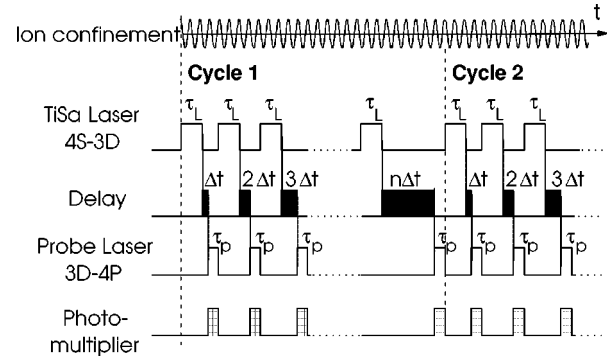 t
Ion confinement
Cycle 1 Cycle 2
TiSa Laser
4S-3D
τL τL τL τL τL τL τL
Delay
Δt 2Δt 3Δt nΔt Δt 2Δt 3Δt
Probe Laser
3D-4P
τp τp τp τp τp τp τp
Photo-
multiplier